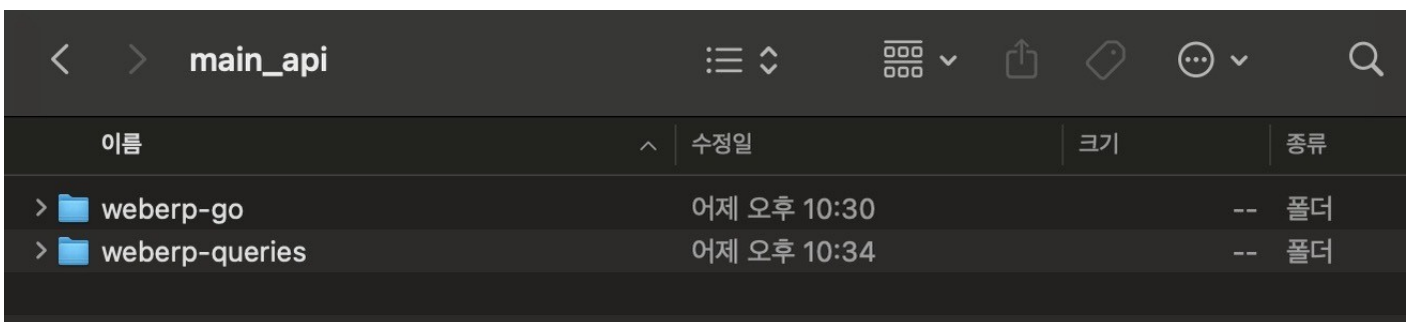 main_api
이름 수정일 크기 종류
weberp-go 어제 오후 10:30 -- 폴더
weberp-queries 어제 오후 10:34 -- 폴더